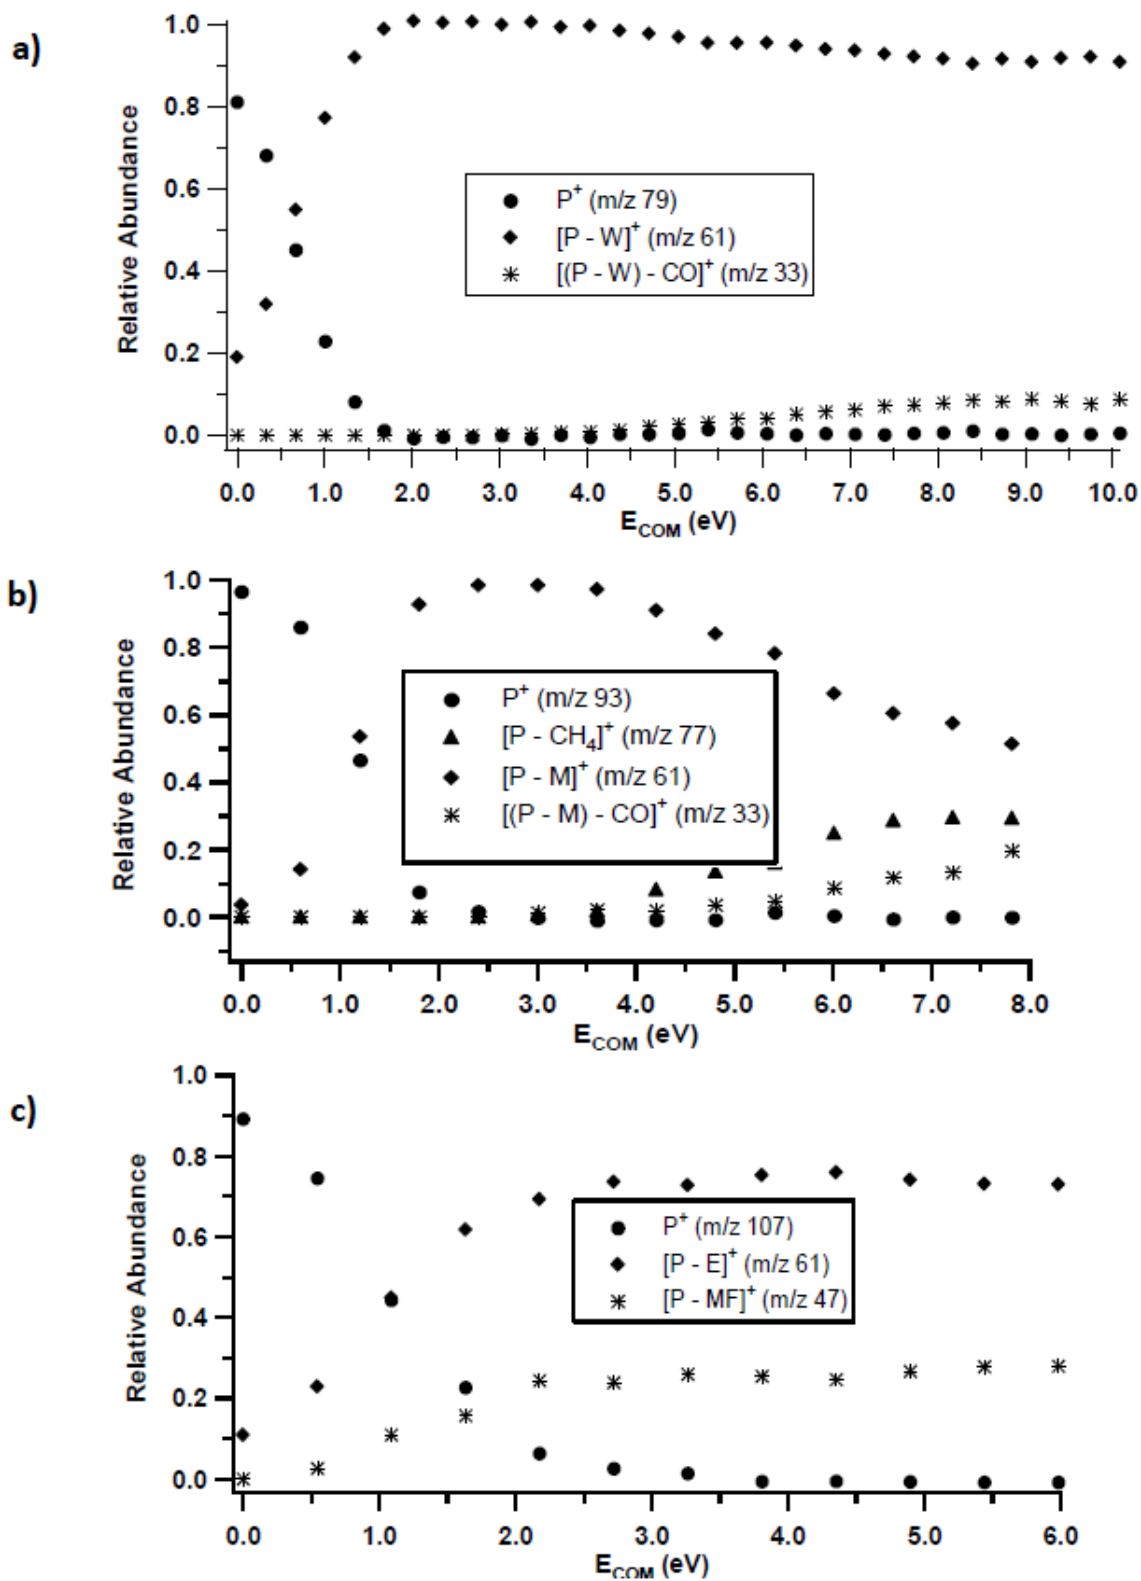 a)
Relative Abundance
1.0
0.8
0.6
0.4
0.2
0.0
P⁺ (m/z 79)
[P - W]⁺ (m/z 61)
[(P - W) - CO]⁺ (m/z 33)
0.0 1.0 2.0 3.0 4.0 5.0 6.0 7.0 8.0 9.0 10.0
E_COM (eV)
b)
Relative Abundance
1.0
0.8
0.6
0.4
0.2
0.0
P⁺ (m/z 93)
[P - CH₄]⁺ (m/z 77)
[P - M]⁺ (m/z 61)
[(P - M) - CO]⁺ (m/z 33)
0.0 1.0 2.0 3.0 4.0 5.0 6.0 7.0 8.0
E_COM (eV)
c)
Relative Abundance
1.0
0.8
0.6
0.4
0.2
0.0
P⁺ (m/z 107)
[P - E]⁺ (m/z 61)
[P - MF]⁺ (m/z 47)
0.0 1.0 2.0 3.0 4.0 5.0 6.0
E_COM (eV)